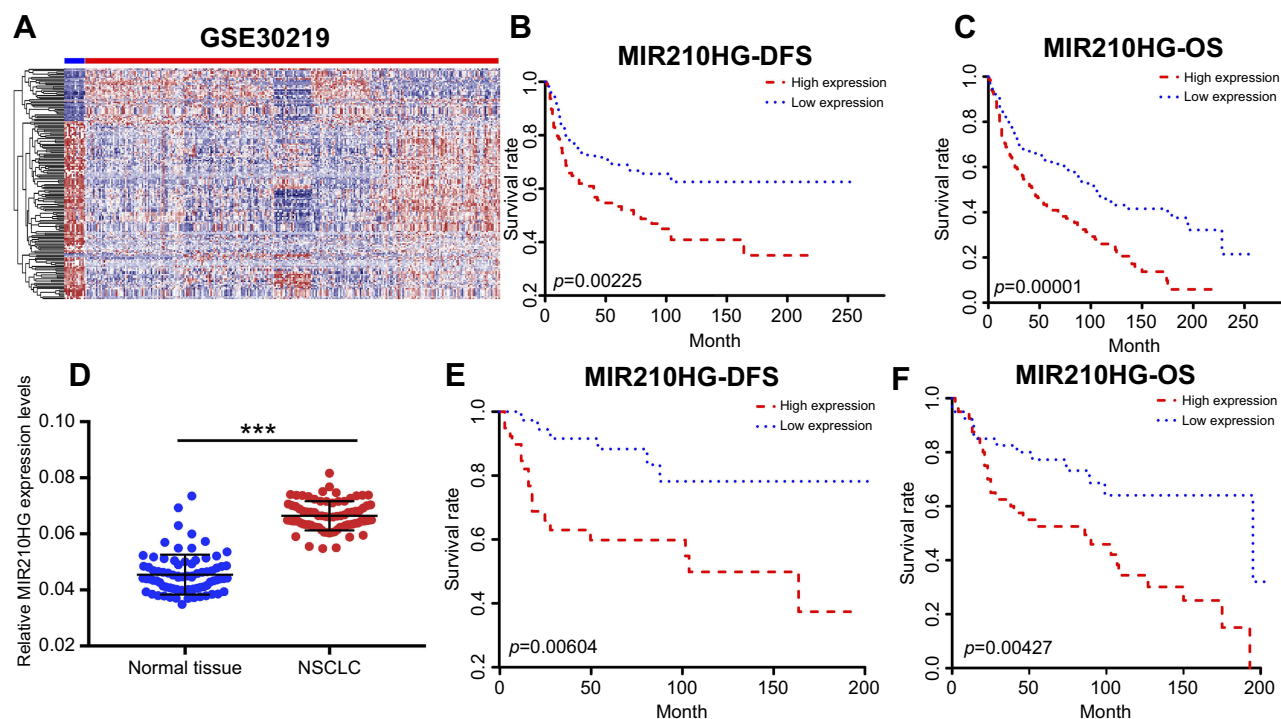 A
GSE30219
B
MIR210HG-DFS
High expression
Low expression
Survival rate
1.0
0.8
0.6
0.4
0.2
p=0.00225
0 50 100 150 200 250
Month
C
MIR210HG-OS
High expression
Low expression
Survival rate
1.0
0.8
0.6
0.4
0.2
0.0
p=0.00001
0 50 100 150 200 250
Month
D
Relative MIR210HG expression levels
0.10
0.08
0.06
0.04
0.02
***
Normal tissue NSCLC
E
MIR210HG-DFS
High expression
Low expression
Survival rate
1.0
0.8
0.6
0.4
0.2
p=0.00604
0 50 100 150 200
Month
F
MIR210HG-OS
High expression
Low expression
Survival rate
1.0
0.8
0.6
0.4
0.2
0.0
p=0.00427
0 50 100 150 200
Month